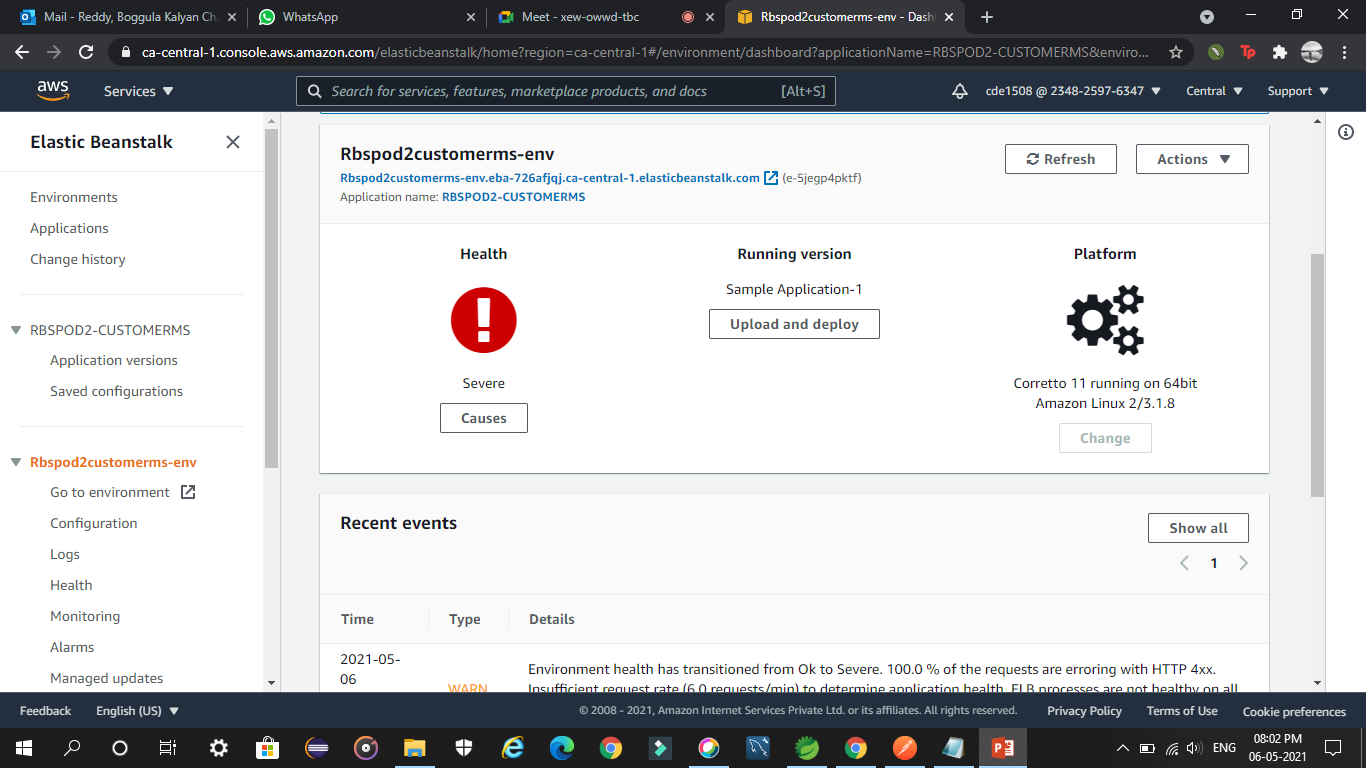 Mail - Reddy, Boggula Kalyan Ch
WhatsApp
Meet - xew-owwd-tbc
Rbspod2customerms-env - Dash
ca-central-1.console.aws.amazon.com/elasticbeanstalk/home?region=ca-central-1#/environment/dashboard?applicationName=RBSPOD2-CUSTOMERMS&enviro...
aws
Services
Search for services, features, marketplace products, and docs
[Alt+S]
cde1508 @ 2348-2597-6347
Central
Support
Elastic Beanstalk
Environments
Applications
Change history
RBSPOD2-CUSTOMERMS
Application versions
Saved configurations
Rbspod2customerms-env
Go to environment
Configuration
Logs
Health
Monitoring
Alarms
Managed updates
Rbspod2customerms-env
Rbspod2customerms-env.eba-726afjqj.ca-central-1.elasticbeanstalk.com (e-5jegp4pktf)
Application name: RBSPOD2-CUSTOMERMS
Refresh
Actions
Health
Severe
Causes
Running version
Sample Application-1
Upload and deploy
Platform
Corretto 11 running on 64bit
Amazon Linux 2/3.1.8
Change
Recent events
Show all
1
Time
Type
Details
2021-05-
06
WARN
Environment health has transitioned from Ok to Severe. 100.0 % of the requests are erroring with HTTP 4xx.
Insufficient request rate (6.0 requests/min) to determine application health. ELB processes are not healthy on all
Feedback
English (US)
© 2008 - 2021, Amazon Internet Services Private Ltd. or its affiliates. All rights reserved.
Privacy Policy
Terms of Use
Cookie preferences
Tp
ENG
08:02 PM
06-05-2021